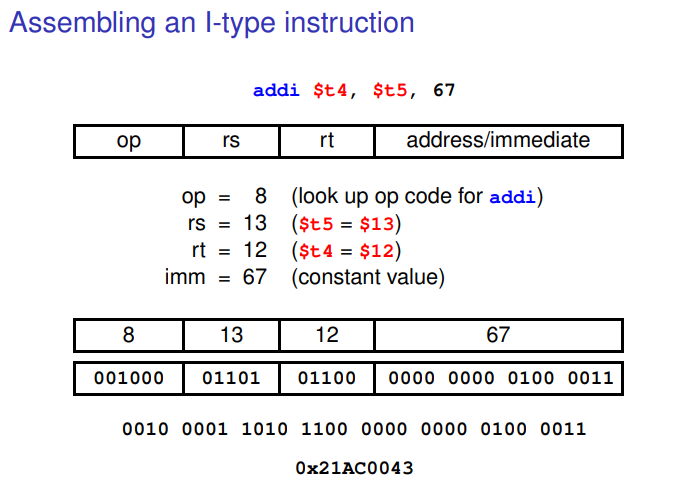 Assembling an I-type instruction
addi $t4, $t5, 67
op rs rt address/immediate
op = 8 (look up op code for addi)
rs = 13 ($t5 = $13)
rt = 12 ($t4 = $12)
imm = 67 (constant value)
8 13 12 67
001000 01101 01100 0000 0000 0100 0011
0010 0001 1010 1100 0000 0000 0100 0011
0x21AC0043